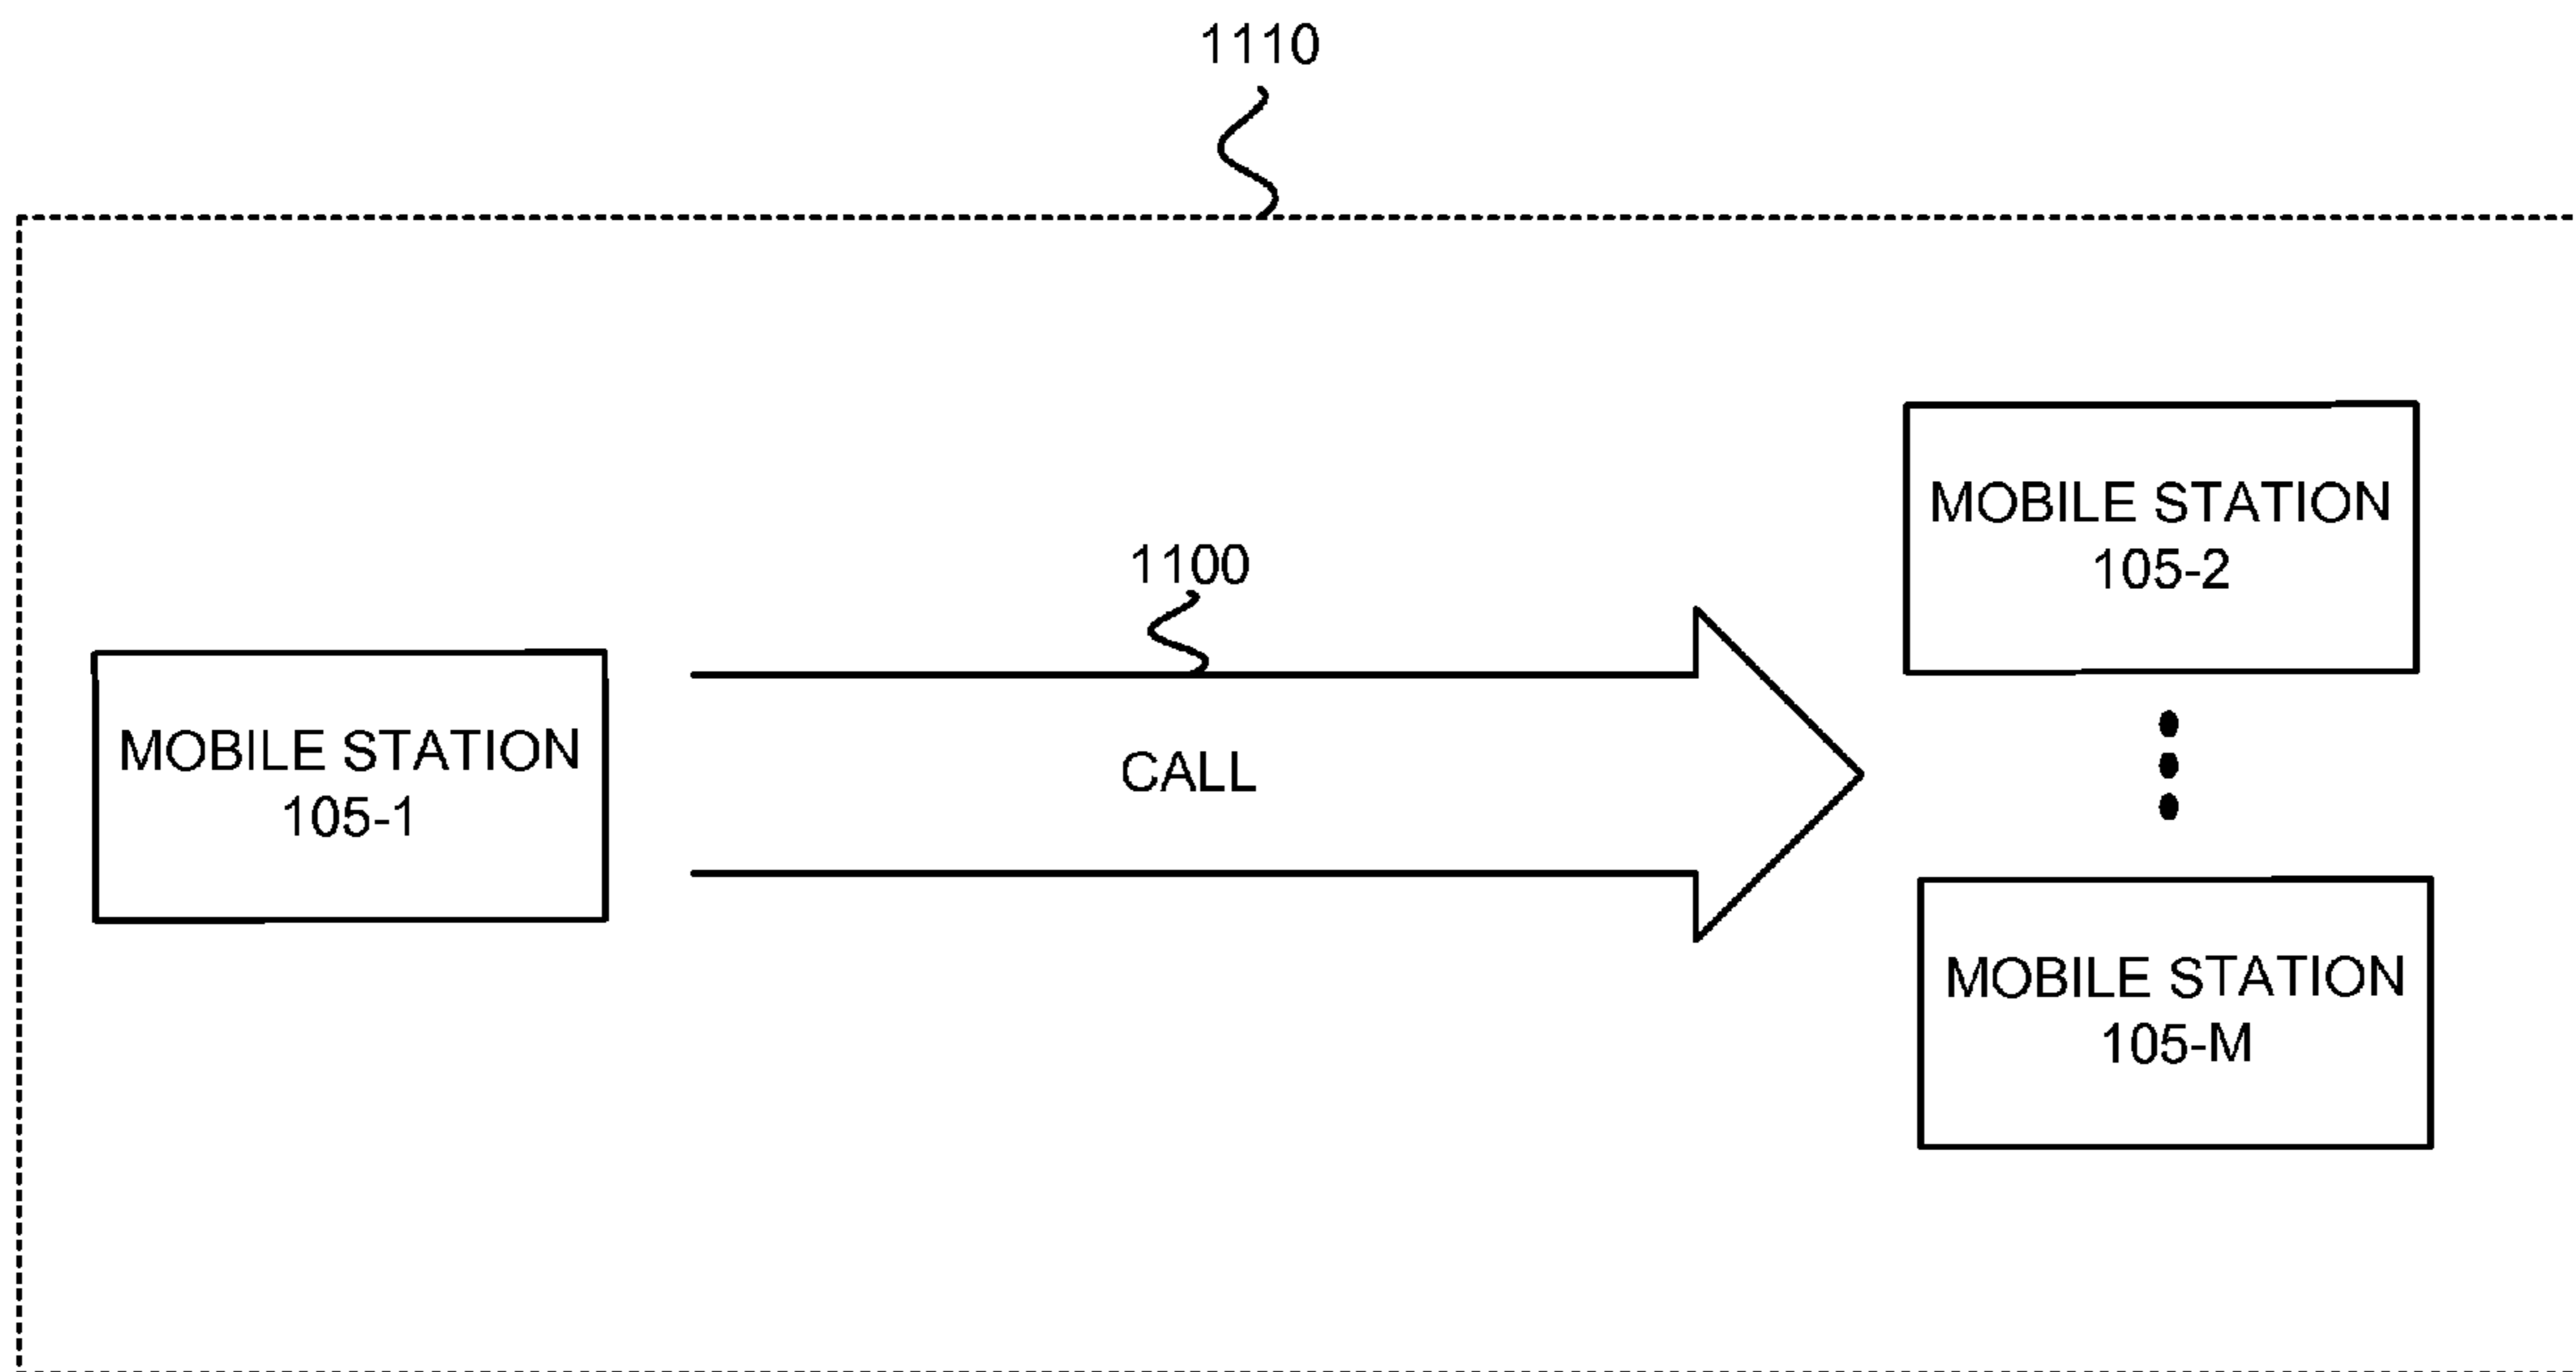 1110
MOBILE STATION
105-2
1100
MOBILE STATION
105-1
CALL
MOBILE STATION
105-M